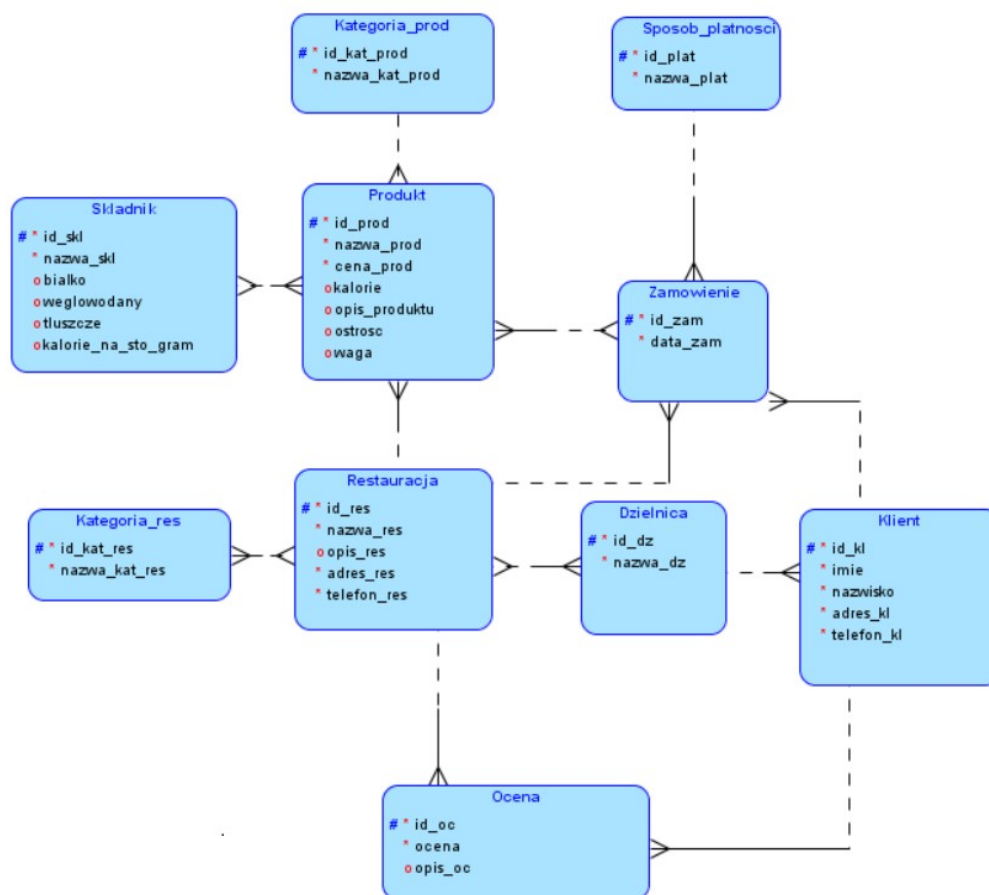 Kategoria_prod
# * id_kat_prod
* nazwa_kat_prod
Sposob_platnosci
# * id_plat
* nazwa_plat
Skladnik
# * id_skl
* nazwa_skl
o bialko
o weglowodany
o tluszcze
o kalorie_na_sto_gram
Produkt
# * id_prod
* nazwa_prod
* cena_prod
o kalorie
o opis_produktu
o ostrosc
o waga
Zamowienie
# * id_zam
* data_zam
Kategoria_res
# * id_kat_res
* nazwa_kat_res
Restauracja
# * id_res
* nazwa_res
o opis_res
* adres_res
* telefon_res
Dzielnica
# * id_dz
* nazwa_dz
Klient
# * id_kl
* imie
* nazwisko
* adres_kl
* telefon_kl
Ocena
# * id_oc
* ocena
o opis_oc